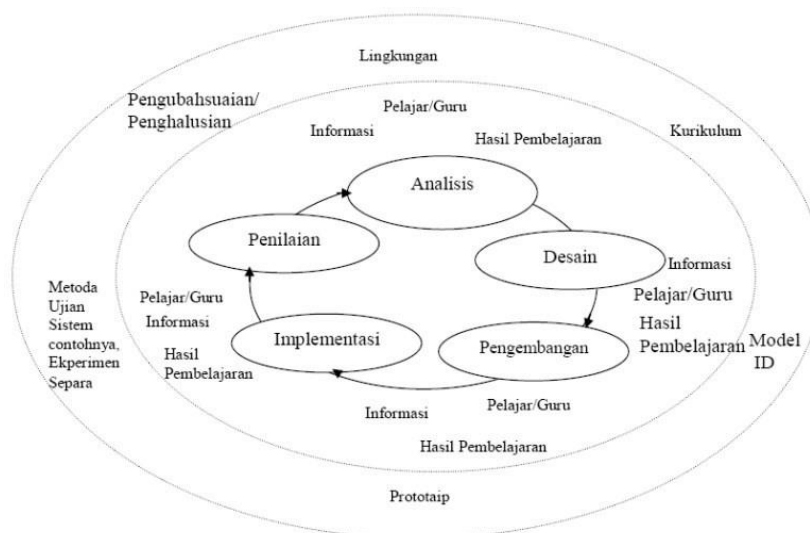 Lingkungan
Pengubahsuaian/
Penghalusian
Pelajar/Guru
Informasi
Kurikulum
Hasil Pembelajaran
Analisis
Penilaian
Desain
Informasi
Metoda
Ujian
Sistem
contohnya,
Ekperimen
Separa
Pelajar/Guru
Informasi
Hasil
Pembelajaran
Implementasi
Pengembangan
Pelajar/Guru
Hasil
Pembelajaran
Model
ID
Informasi
Pelajar/Guru
Hasil Pembelajaran
Prototaip